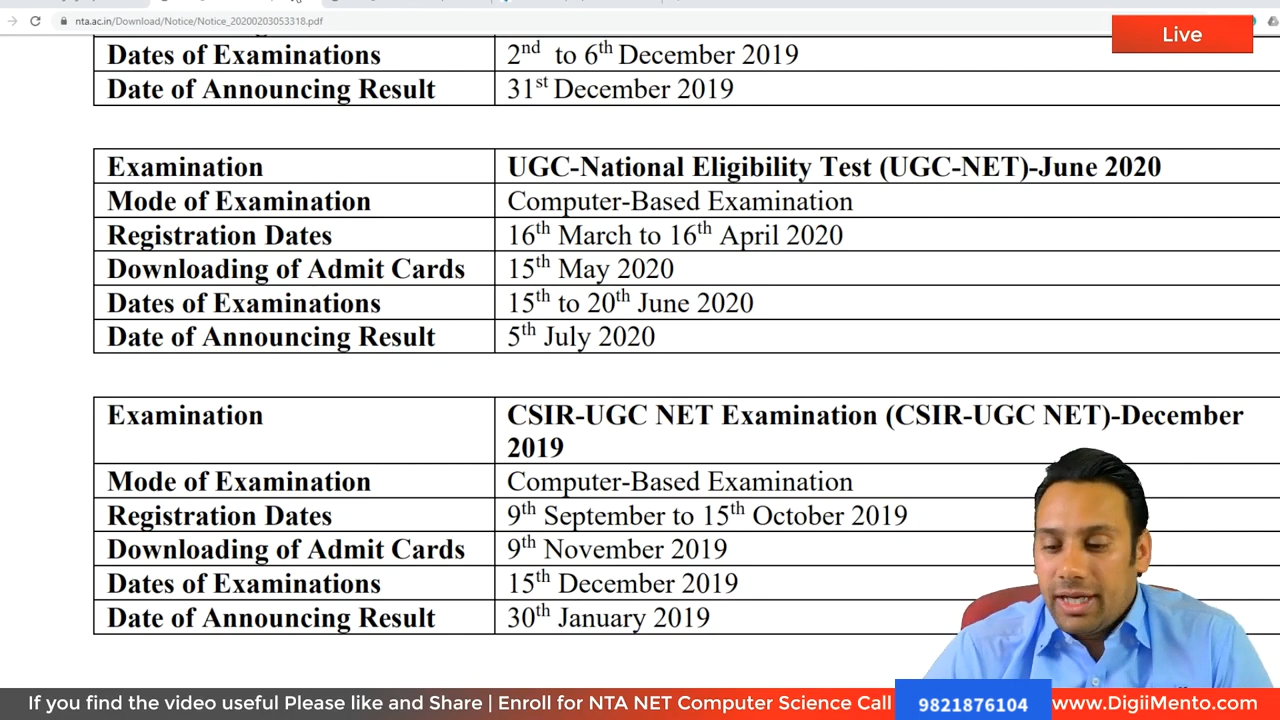 nta.ac.in/Download/Notice/Notice_20200203053318.pdf
Live
Dates of Examinations 2nd to 6th December 2019
Date of Announcing Result 31st December 2019
Examination UGC-National Eligibility Test (UGC-NET)-June 2020
Mode of Examination Computer-Based Examination
Registration Dates 16th March to 16th April 2020
Downloading of Admit Cards 15th May 2020
Dates of Examinations 15th to 20th June 2020
Date of Announcing Result 5th July 2020
Examination CSIR-UGC NET Examination (CSIR-UGC NET)-December
2019
Mode of Examination Computer-Based Examination
Registration Dates 9th September to 15th October 2019
Downloading of Admit Cards 9th November 2019
Dates of Examinations 15th December 2019
Date of Announcing Result 30th January 2019
If you find the video useful Please like and Share | Enroll for NTA NET Computer Science Call 9821876104 www.DigiiMento.com